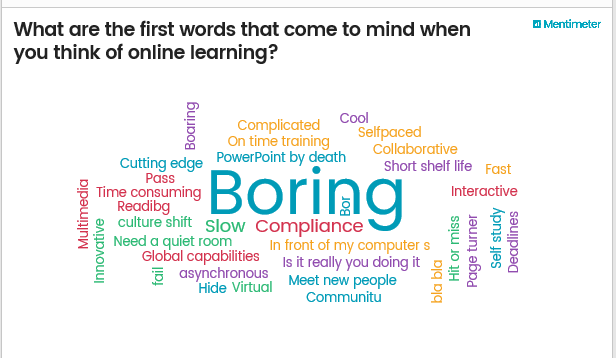 What are the first words that come to mind when
you think of online learning?
Mentimeter
Boaring
Complicated
Cool
On time training
Selfpaced
Collaborative
Cutting edge
PowerPoint by death
Short shelf life
Fast
Pass
Boring
Bor
Interactive
Multimedia
Time consuming
Readibg
culture shift
Slow
Compliance
Innovative
Need a quiet room
In front of my computer s
Hit or miss
Page turner
Self study
Deadlines
Global capabilities
Is it really you doing it
fail
asynchronous
Meet new people
bla bla
Hide
Virtual
Communitu